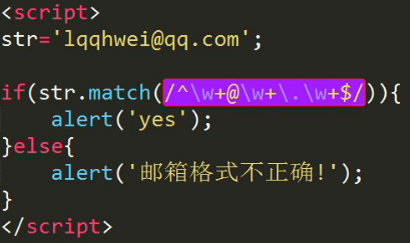 <script>
str='lqqhwei@qq.com';
if(str.match(/^\w+@\w+\.\w+$/)){
alert('yes');
}else{
alert('邮箱格式不正确!');
}
</script>